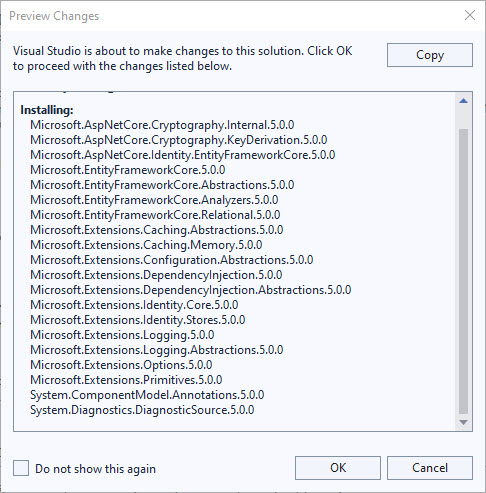 Preview Changes
Visual Studio is about to make changes to this solution. Click OK
to proceed with the changes listed below.
Copy
Installing:
Microsoft.AspNetCore.Cryptography.Internal.5.0.0
Microsoft.AspNetCore.Cryptography.KeyDerivation.5.0.0
Microsoft.AspNetCore.Identity.EntityFrameworkCore.5.0.0
Microsoft.EntityFrameworkCore.5.0.0
Microsoft.EntityFrameworkCore.Abstractions.5.0.0
Microsoft.EntityFrameworkCore.Analyzers.5.0.0
Microsoft.EntityFrameworkCore.Relational.5.0.0
Microsoft.Extensions.Caching.Abstractions.5.0.0
Microsoft.Extensions.Caching.Memory.5.0.0
Microsoft.Extensions.Configuration.Abstractions.5.0.0
Microsoft.Extensions.DependencyInjection.5.0.0
Microsoft.Extensions.DependencyInjection.Abstractions.5.0.0
Microsoft.Extensions.Identity.Core.5.0.0
Microsoft.Extensions.Identity.Stores.5.0.0
Microsoft.Extensions.Logging.5.0.0
Microsoft.Extensions.Logging.Abstractions.5.0.0
Microsoft.Extensions.Options.5.0.0
Microsoft.Extensions.Primitives.5.0.0
System.ComponentModel.Annotations.5.0.0
System.Diagnostics.DiagnosticSource.5.0.0
Do not show this again
OK
Cancel